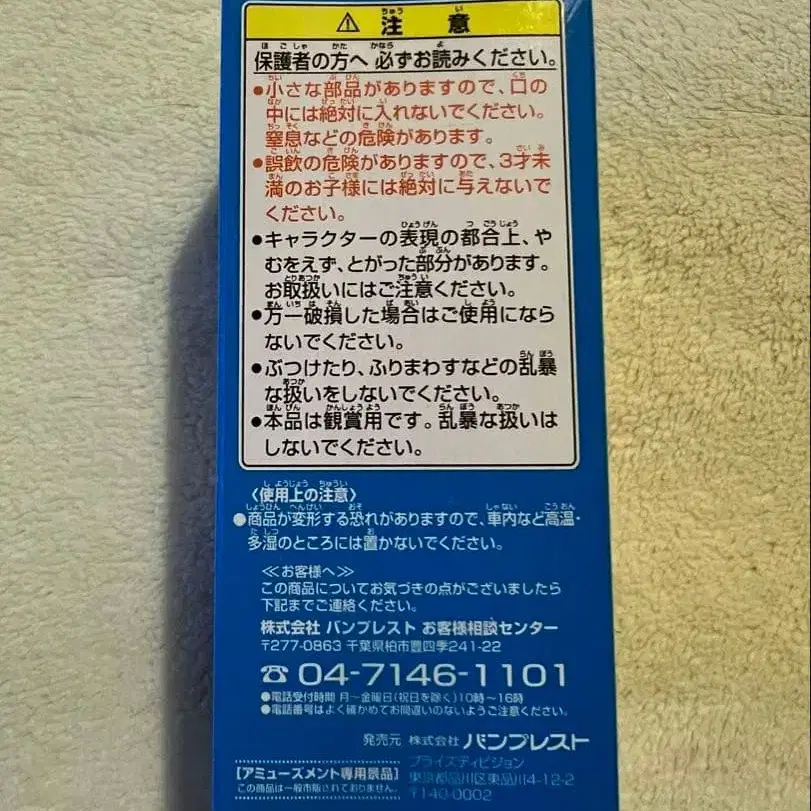 ⚠ 注意
保護者の方へ 必ずお読みください。
●小さな部品がありますので、口の
中には絶対に入れないでください。
窒息などの危険があります。
●誤飲の危険がありますので、3才未
満のお子様には絶対に与えないで
ください。
●キャラクターの表現の都合上、や
むをえず、とがった部分があります。
お取扱いにはご注意ください。
●万一破損した場合はご使用になら
ないでください。
●ぶつけたり、ふりまわすなどの乱暴
な扱いをしないでください。
●本品は観賞用です。乱暴な扱いは
しないでください。
〈使用上の注意〉
●商品が変形する恐れがありますので、車内など高温・
多湿のところには置かないでください。
≪お客様へ≫
この商品についてお気づきの点がございましたら
下記までご連絡ください。
株式会社 バンプレスト お客様相談センター
〒277-0863 千葉県柏市豊四季241-22
☎ 04-7146-1101
●電話受付時間 月〜金曜日(祝日を除く)10時〜16時
●電話番号はよく確かめてお間違いのないようご注意ください。
発売元 株式会社 バンプレスト
プライズディビジョン
東京都品川区東品川4-12-2
〒140-0002
[アミューズメント専用景品]
この商品は一般市販されておりません。